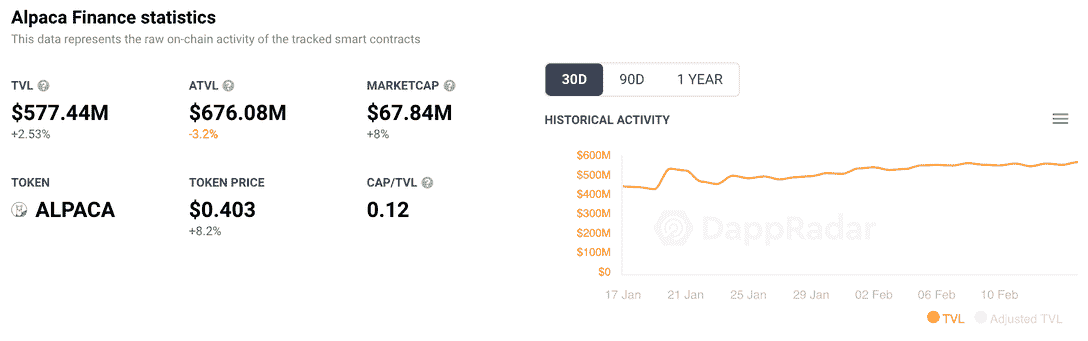 Alpaca Finance statistics
This data represents the raw on-chain activity of the tracked smart contracts
TVL ?
ATVL ?
MARKETCAP ?
$577.44M
$676.08M
$67.84M
+2.53%
-3.2%
+8%
TOKEN
TOKEN PRICE
CAP/TVL ?
ALPACA
$0.403
0.12
+8.2%
30D
90D
1 YEAR
HISTORICAL ACTIVITY
$600M
$500M
$400M
$300M
$200M
$100M
$0
DappRadar
17 Jan
21 Jan
25 Jan
29 Jan
02 Feb
06 Feb
10 Feb
TVL
Adjusted TVL